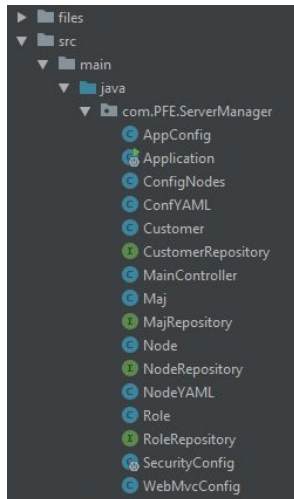 files
src
main
java
com.PFE.ServerManager
AppConfig
Application
ConfigNodes
ConfYAML
Customer
CustomerRepository
MainController
Maj
MajRepository
Node
NodeRepository
NodeYAML
Role
RoleRepository
SecurityConfig
WebMvcConfig